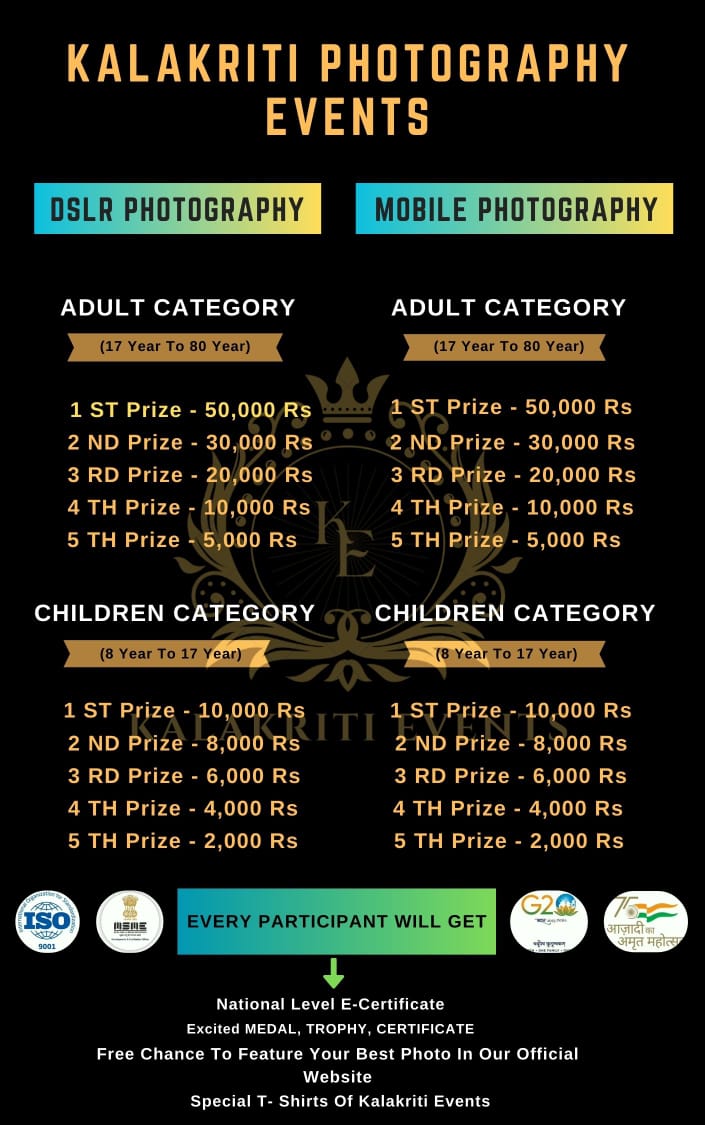 KALAKRITI PHOTOGRAPHY
EVENTS
DSLR PHOTOGRAPHY
ADULT CATEGORY
(17 Year To 80 Year)
1 ST Prize - 50,000 Rs
2 ND Prize - 30,000 Rs
3 RD Prize - 20,000 Rs
4 TH Prize - 10,000 Rs
5 TH Prize - 5,000 Rs
CHILDREN CATEGORY
(8 Year To 17 Year)
1 ST Prize - 10,000 Rs
2 ND Prize - 8,000 Rs
3 RD Prize - 6,000 Rs
4 TH Prize - 4,000 Rs
5 TH Prize - 2,000 Rs
MOBILE PHOTOGRAPHY
ADULT CATEGORY
(17 Year To 80 Year)
1 ST Prize - 50,000 Rs
2 ND Prize - 30,000 Rs
3 RD Prize - 20,000 Rs
4 TH Prize - 10,000 Rs
5 TH Prize - 5,000 Rs
CHILDREN CATEGORY
(8 Year To 17 Year)
1 ST Prize - 10,000 Rs
2 ND Prize - 8,000 Rs
3 RD Prize - 6,000 Rs
4 TH Prize - 4,000 Rs
5 TH Prize - 2,000 Rs
KE
KALAKRITI EVENTS
International Organization for Standardization
ISO
9001
MSME
EVERY PARTICIPANT WILL GET
G20
वसुधैव कुटुम्बकम्
75
आज़ादी का
अमृत महोत्स
National Level E-Certificate
Excited MEDAL, TROPHY, CERTIFICATE
Free Chance To Feature Your Best Photo In Our Official
Website
Special T- Shirts Of Kalakriti Events